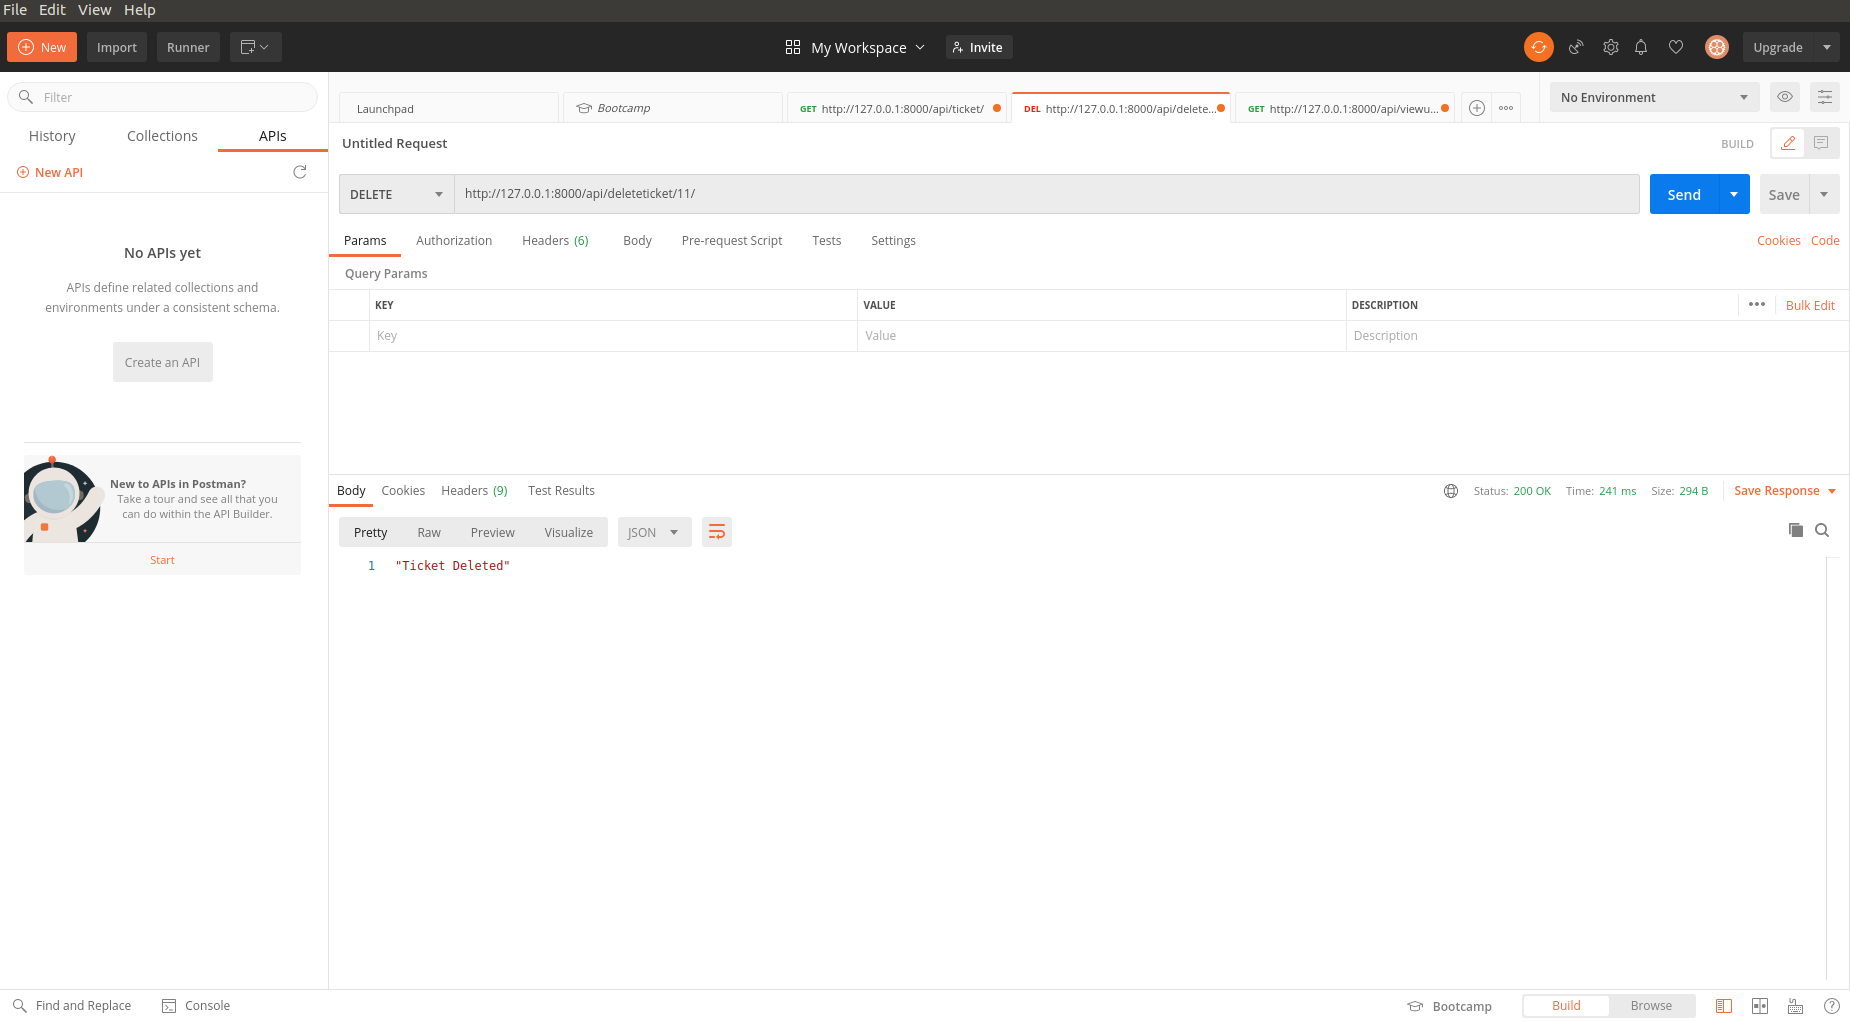 File Edit View Help
New Import Runner My Workspace Invite Upgrade
Filter
History Collections APIs
New API
No APIs yet
APIs define related collections and
environments under a consistent schema.
Create an API
New to APIs in Postman?
Take a tour and see all that you
can do within the API Builder.
Start
Launchpad Bootcamp GET http://127.0.0.1:8000/api/ticket/ DEL http://127.0.0.1:8000/api/delete... GET http://127.0.0.1:8000/api/viewu... No Environment
Untitled Request BUILD
DELETE http://127.0.0.1:8000/api/deleteticket/11/ Send Save
Params Authorization Headers (6) Body Pre-request Script Tests Settings Cookies Code
Query Params
KEY VALUE DESCRIPTION Bulk Edit
Key Value Description
Body Cookies Headers (9) Test Results Status: 200 OK Time: 241 ms Size: 294 B Save Response
Pretty Raw Preview Visualize JSON
1 "Ticket Deleted"
Find and Replace Console Bootcamp Build Browse